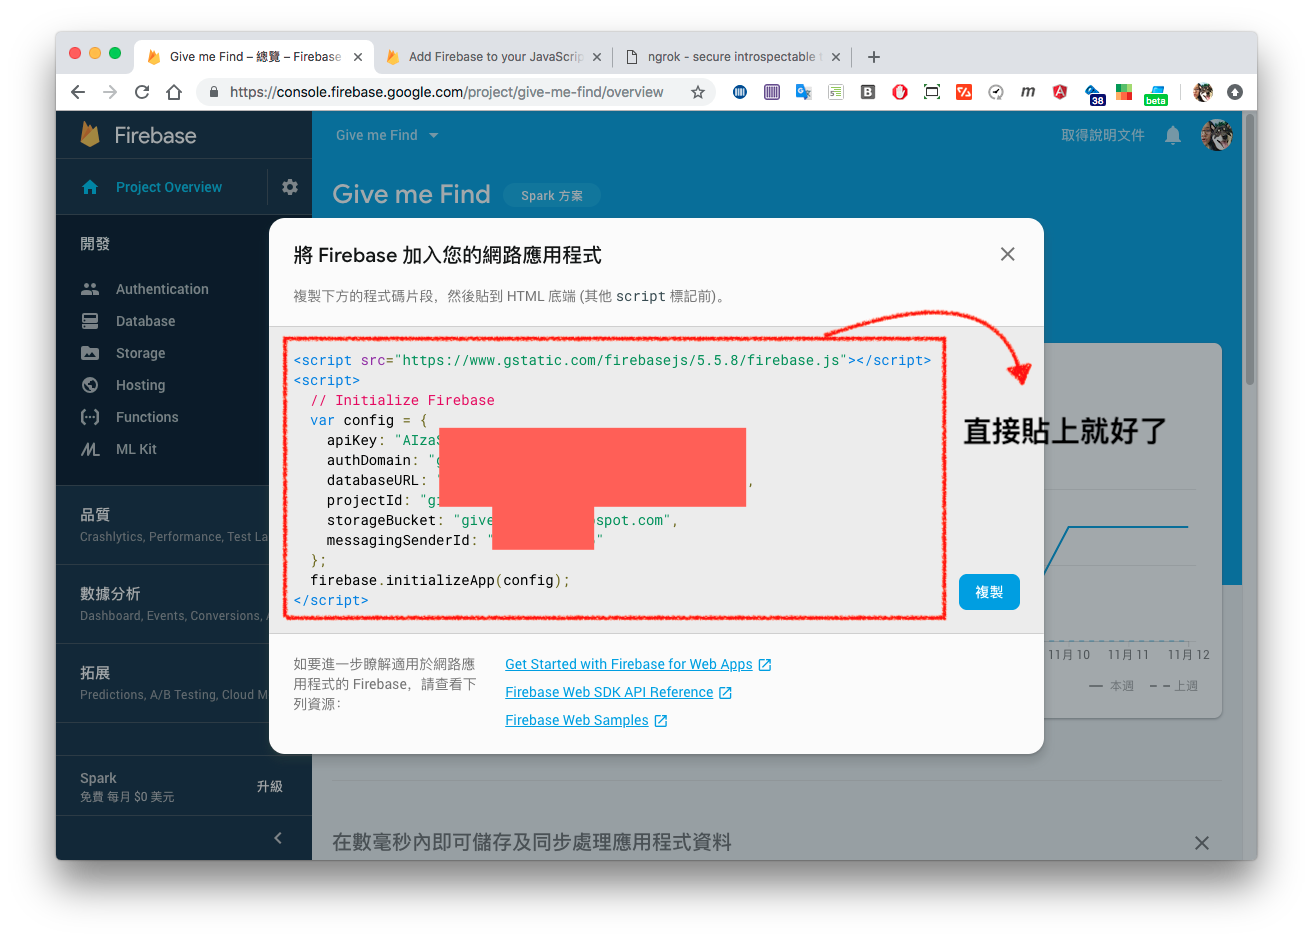 Give me Find – 總覽 – Firebase
Add Firebase to your JavaScrip
ngrok - secure introspectable
https://console.firebase.google.com/project/give-me-find/overview
38
beta
Firebase
Give me Find
取得說明文件
Project Overview
Give me Find
Spark 方案
開發
Authentication
Database
Storage
Hosting
Functions
ML Kit
品質
Crashlytics, Performance, Test La
數據分析
Dashboard, Events, Conversions,
拓展
Predictions, A/B Testing, Cloud M
Spark
免費 每月 $0 美元
升級
將 Firebase 加入您的網路應用程式
複製下方的程式碼片段，然後貼到 HTML 底端 (其他 script 標記前)。
<script src="https://www.gstatic.com/firebasejs/5.5.8/firebase.js"></script>
<script>
// Initialize Firebase
var config = {
apiKey: "AIzaS
authDomain: "g
databaseURL: "
,
projectId: "gi
storageBucket: "give
spot.com",
messagingSenderId: "
"
};
firebase.initializeApp(config);
</script>
直接貼上就好了
複製
如要進一步瞭解適用於網路應
用程式的 Firebase，請查看下
列資源：
Get Started with Firebase for Web Apps
Firebase Web SDK API Reference
Firebase Web Samples
11月 10
11月 11
11月 12
本週
上週
在數毫秒內即可儲存及同步處理應用程式資料